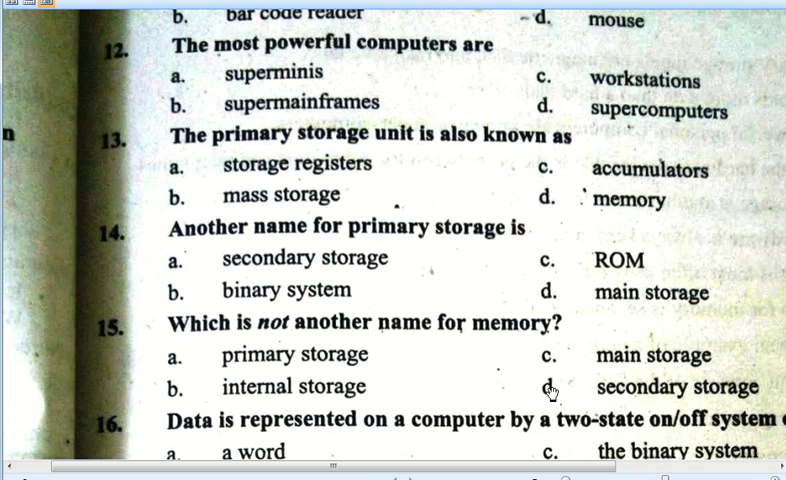 b. bar code reader d. mouse
12. The most powerful computers are
a. superminis c. workstations
b. supermainframes d. supercomputers
13. The primary storage unit is also known as
a. storage registers c. accumulators
b. mass storage d. memory
14. Another name for primary storage is
a. secondary storage c. ROM
b. binary system d. main storage
15. Which is not another name for memory?
a. primary storage c. main storage
b. internal storage d. secondary storage
16. Data is represented on a computer by a two-state on/off system
a. a word c. the binary system